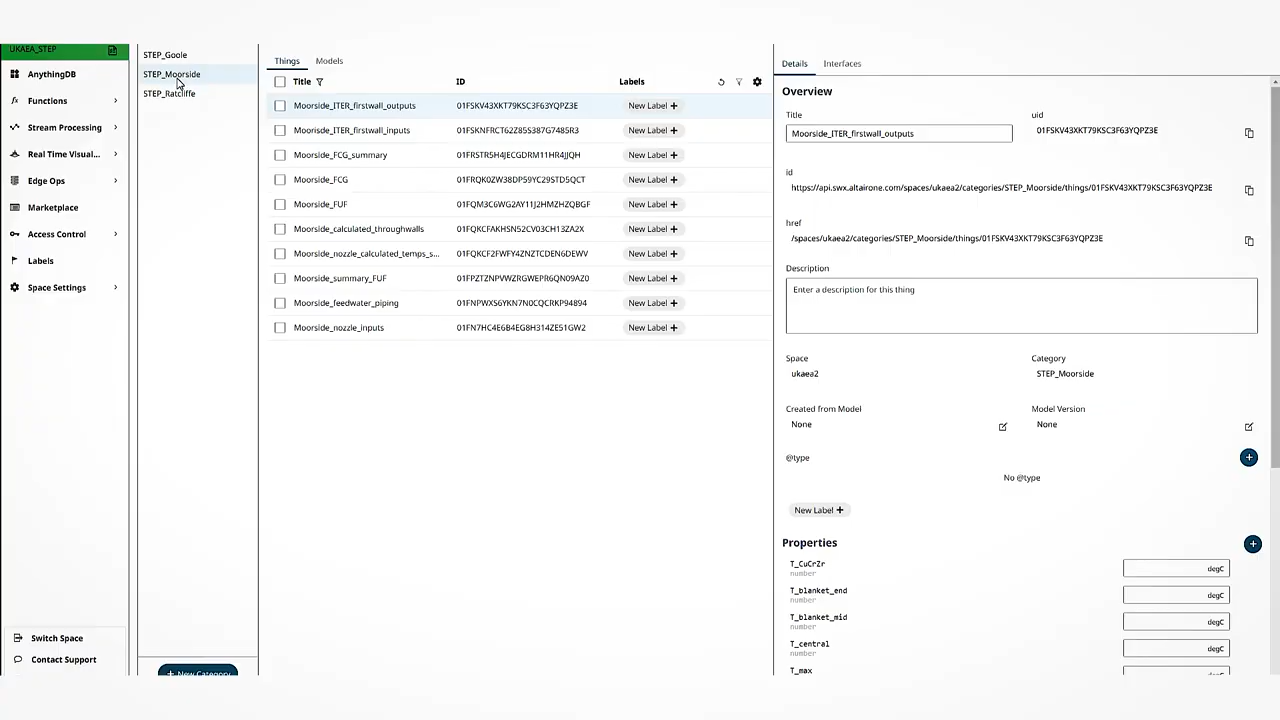 UKAEA_STEP
AnythingDB
Functions
Stream Processing
Real Time Visual...
Edge Ops
Marketplace
Access Control
Labels
Space Settings
Switch Space
Contact Support
STEP_Goole
STEP_Moorside
STEP_Ratcliffe
+ New Category
Things Models
Title ID Labels
Moorside_ITER_firstwall_outputs 01FSKV43XKT79KSC3F63YQPZ3E New Label +
Moorisde_ITER_firstwall_inputs 01FSKNFRCT62Z85S387G7485R3 New Label +
Moorside_FCG_summary 01FRSTR5H4JECGDRM11HR4JJQH New Label +
Moorside_FCG 01FRQK0ZW38DP59YC29STD5QCT New Label +
Moorside_FUF 01FQM3C6WG2AY11J2HMZHZQBGF New Label +
Moorside_calculated_throughwalls 01FQKCFAKHSN52CV03CH13ZA2X New Label +
Moorside_nozzle_calculated_temps_s... 01FQKCF2FWFY4ZNZTCDEN6DEWV New Label +
Moorside_summary_FUF 01FPZTZNPVWZRGWEPR6QN09AZ0 New Label +
Moorside_feedwater_piping 01FNPWXS6YKN7N0CQCRKP94894 New Label +
Moorside_nozzle_inputs 01FN7HC4E6B4EG8H314ZE51GW2 New Label +
Details Interfaces
Overview
Title uid
Moorside_ITER_firstwall_outputs 01FSKV43XKT79KSC3F63YQPZ3E
id
https://api.swx.altairone.com/spaces/ukaea2/categories/STEP_Moorside/things/01FSKV43XKT79KSC3F63YQPZ3E
href
/spaces/ukaea2/categories/STEP_Moorside/things/01FSKV43XKT79KSC3F63YQPZ3E
Description
Enter a description for this thing
Space Category
ukaea2 STEP_Moorside
Created from Model Model Version
None None
@type
No @type
New Label +
Properties
T_CuCrZr
number degC
T_blanket_end
number degC
T_blanket_mid
number degC
T_central
number degC
T_max
degC